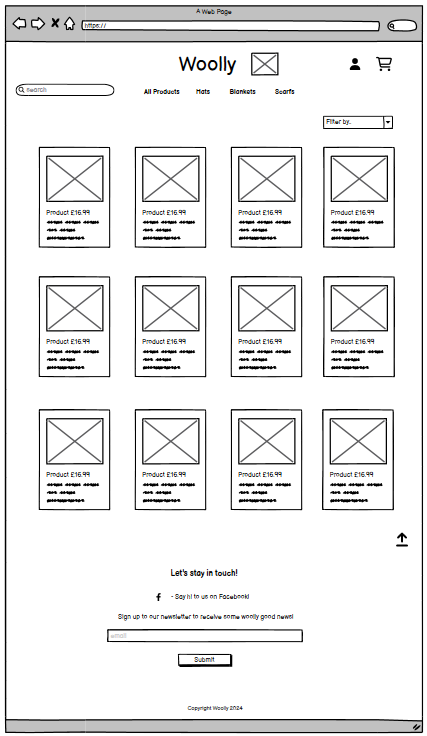 A Web Page
https://
Woolly
search
All Products Hats Blankets Scarfs
Filter by:
Product £16.99 Product £16.99 Product £16.99 Product £16.99
Product £16.99 Product £16.99 Product £16.99 Product £16.99
Product £16.99 Product £16.99 Product £16.99 Product £16.99
Let's stay in touch!
- Say hi to us on Facebook!
Sign up to our newsletter to receive some woolly good news!
email
Submit
Copyright Woolly 2024